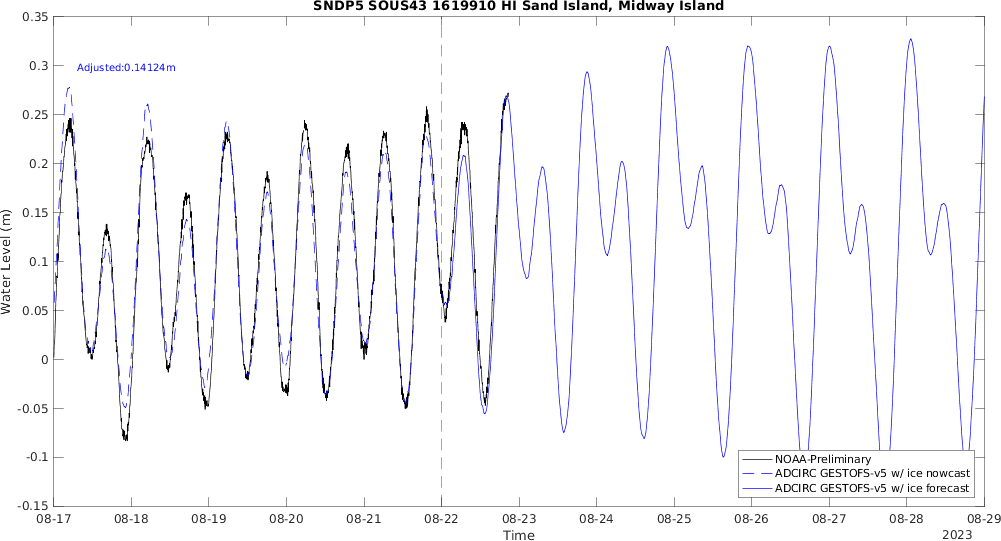 SNDP5 SOUS43 1619910 HI Sand Island, Midway Island
0.35
0.3
0.25
0.2
0.15
0.1
0.05
0
-0.05
-0.1
-0.15
Water Level (m)
Adjusted:0.14124m
NOAA-Preliminary
ADCIRC GESTOFS-v5 w/ ice nowcast
ADCIRC GESTOFS-v5 w/ ice forecast
08-17 08-18 08-19 08-20 08-21 08-22 08-23 08-24 08-25 08-26 08-27 08-28 08-29
Time
2023